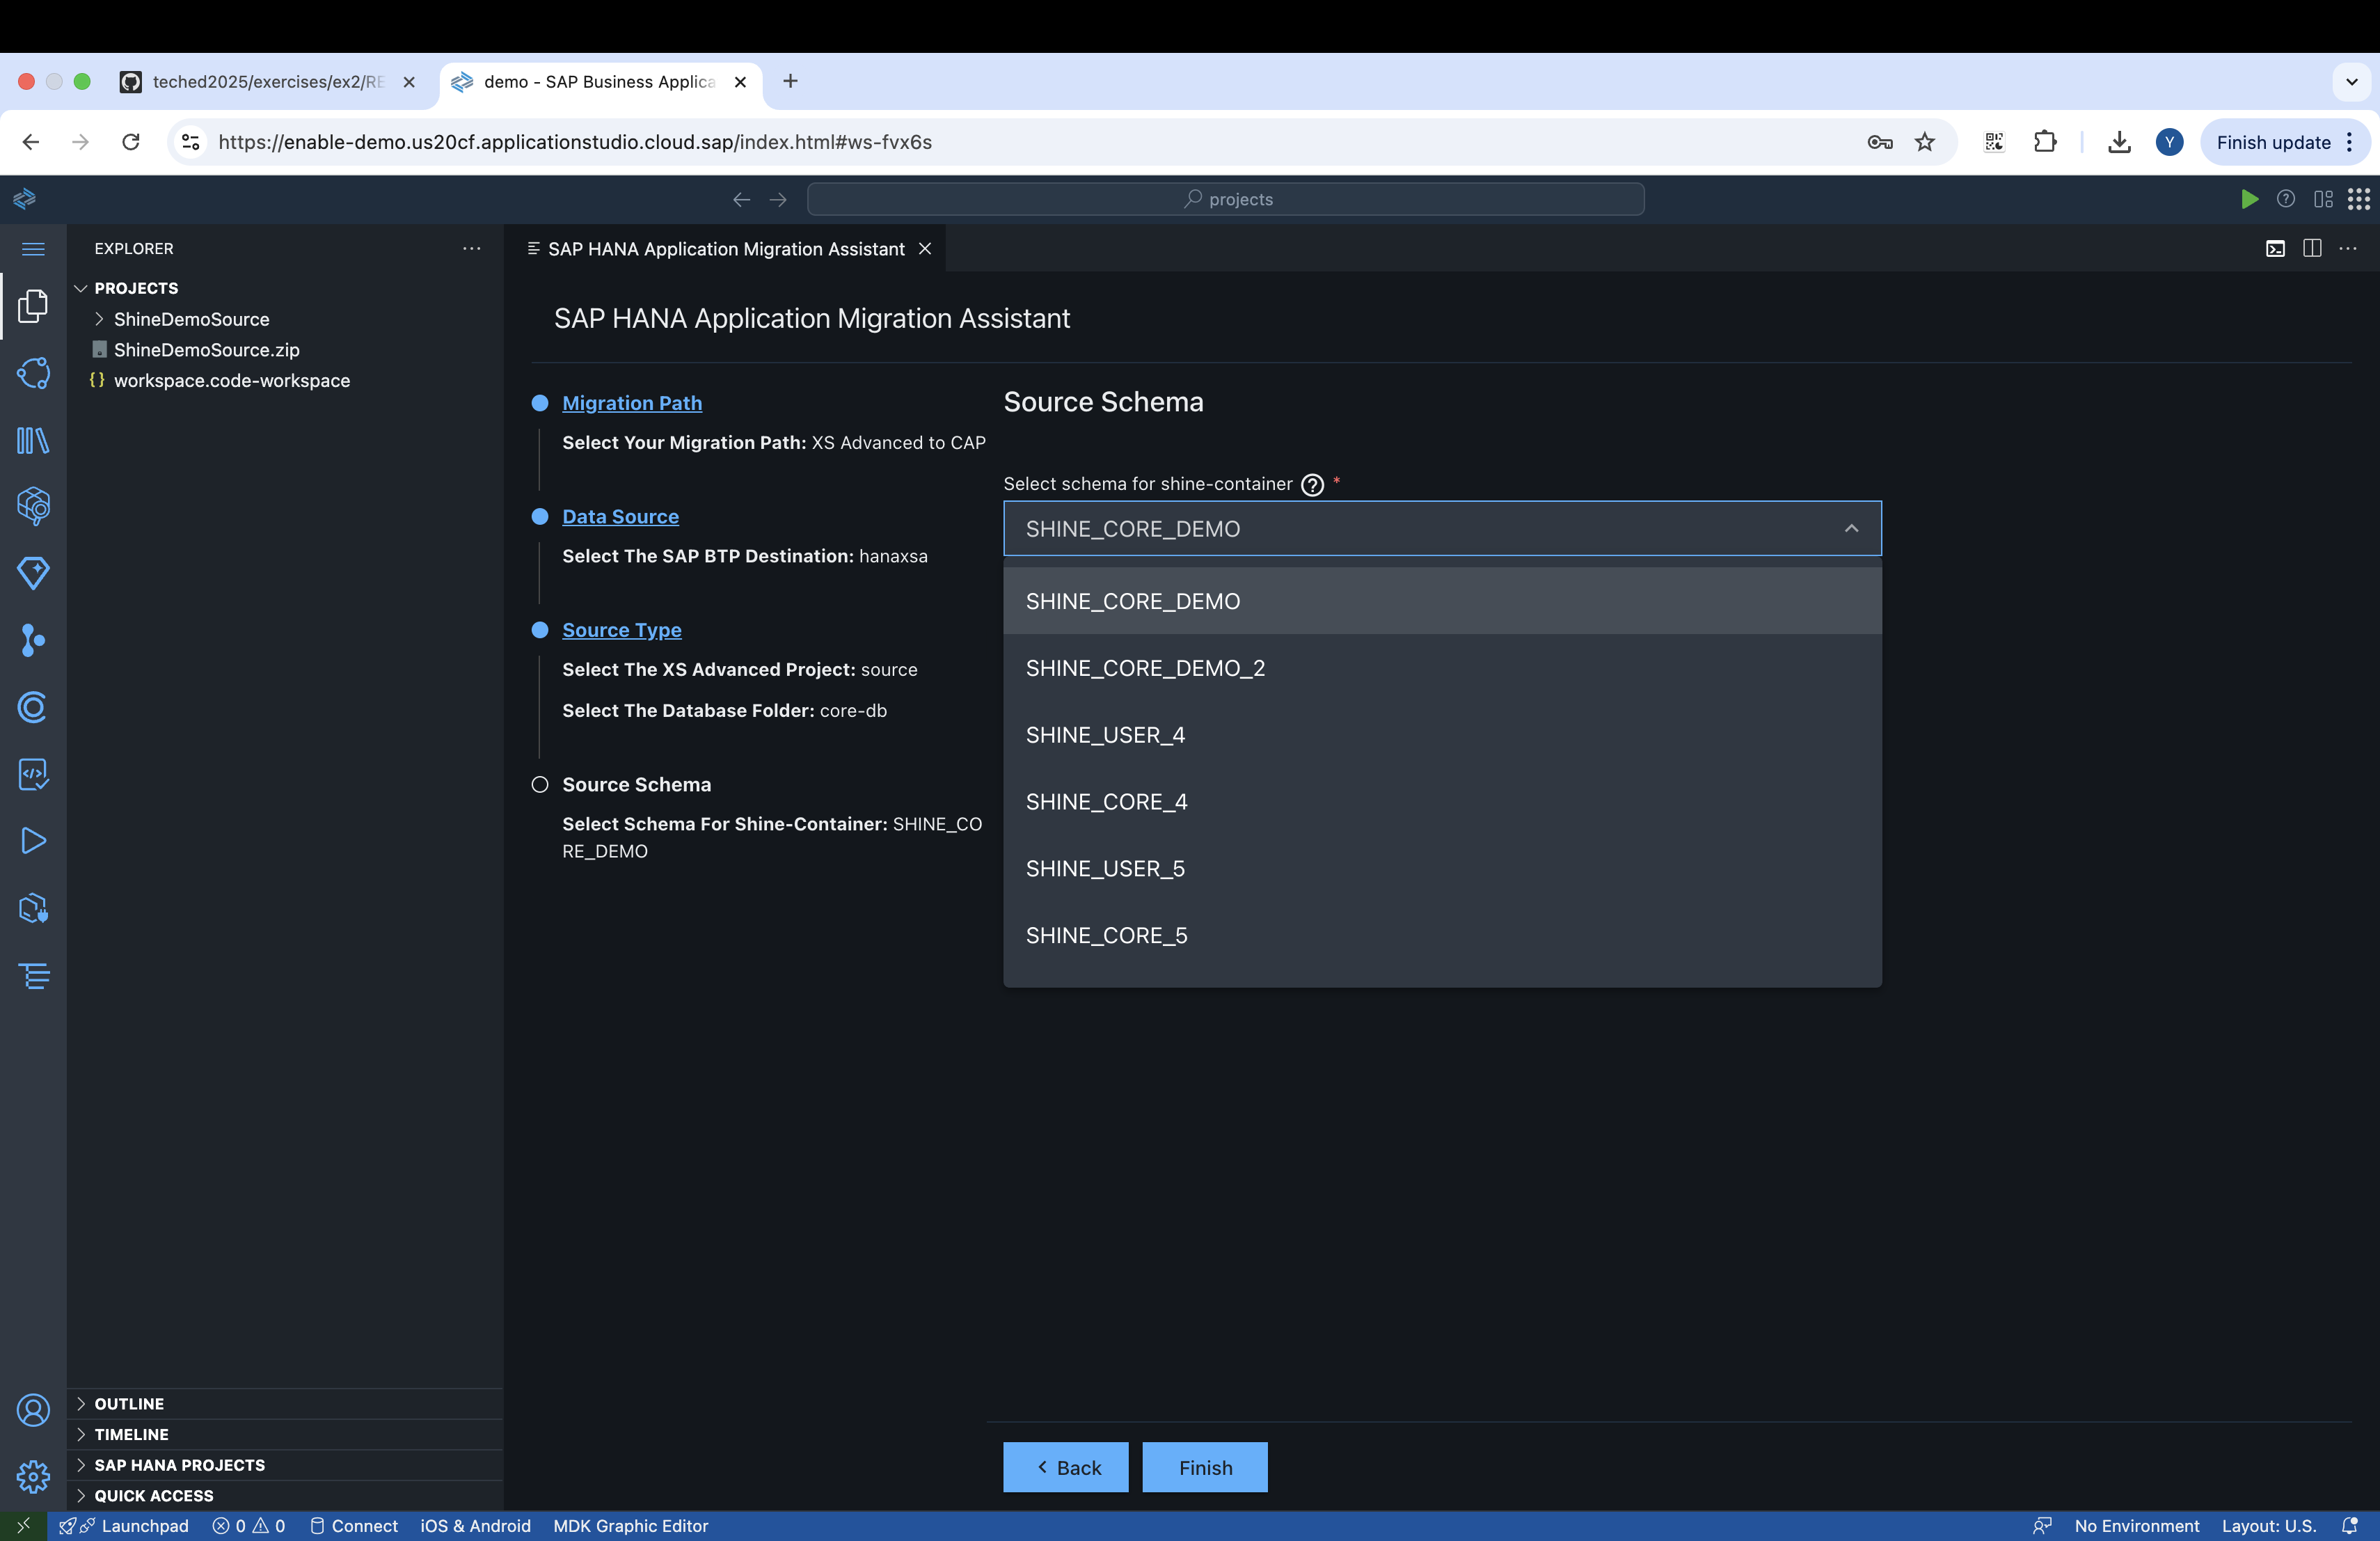 teched2025/exercises/ex2/RE
demo - SAP Business Applica
https://enable-demo.us20cf.applicationstudio.cloud.sap/index.html#ws-fvx6s
Y
Finish update
projects
EXPLORER
SAP HANA Application Migration Assistant
PROJECTS
ShineDemoSource
ShineDemoSource.zip
{} workspace.code-workspace
SAP HANA Application Migration Assistant
Migration Path
Select Your Migration Path: XS Advanced to CAP
Data Source
Select The SAP BTP Destination: hanaxsa
Source Type
Select The XS Advanced Project: source
Select The Database Folder: core-db
Source Schema
Select Schema For Shine-Container: SHINE_CO
RE_DEMO
Source Schema
Select schema for shine-container *
SHINE_CORE_DEMO
SHINE_CORE_DEMO
SHINE_CORE_DEMO_2
SHINE_USER_4
SHINE_CORE_4
SHINE_USER_5
SHINE_CORE_5
Back
Finish
OUTLINE
TIMELINE
SAP HANA PROJECTS
QUICK ACCESS
Launchpad 0 0 Connect iOS & Android MDK Graphic Editor No Environment Layout: U.S.